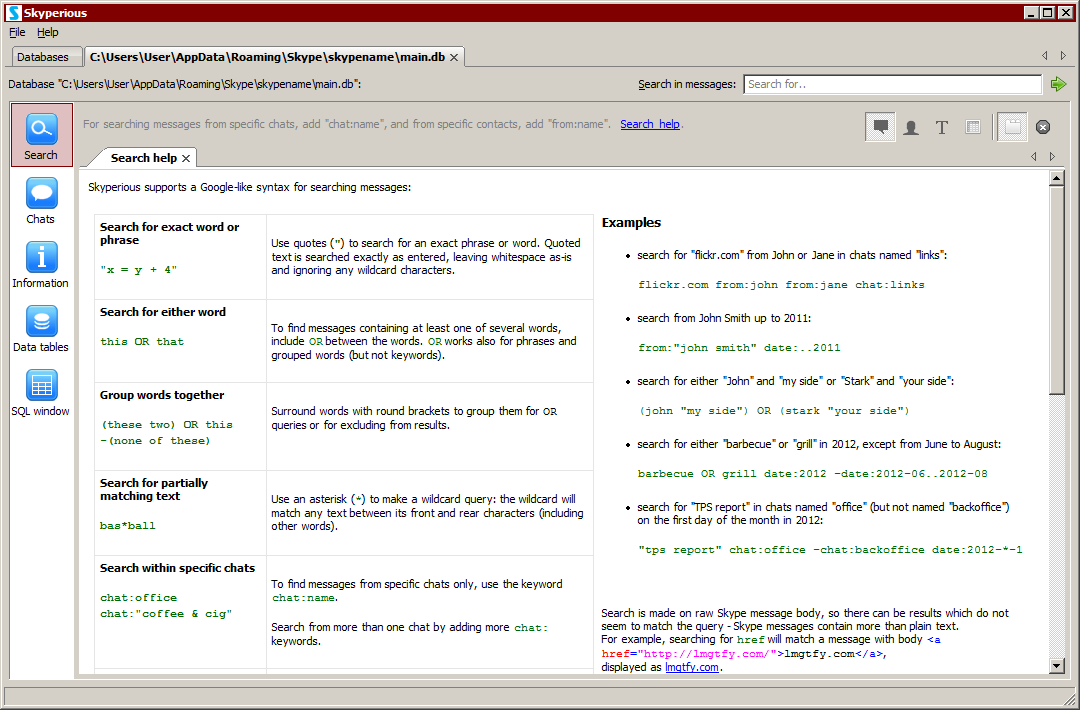 Skyperious
File Help
Databases C:\Users\User\AppData\Roaming\Skype\skypename\main.db
Database "C:\Users\User\AppData\Roaming\Skype\skypename\main.db":
Search in messages: Search for..
Search
Chats
Information
Data tables
SQL window
For searching messages from specific chats, add "chat:name", and from specific contacts, add "from:name". Search help.
T
Search help
Skyperious supports a Google-like syntax for searching messages:
Search for exact word or
phrase
"x = y + 4"
Use quotes (") to search for an exact phrase or word. Quoted
text is searched exactly as entered, leaving whitespace as-is
and ignoring any wildcard characters.
Search for either word
this OR that
To find messages containing at least one of several words,
include OR between the words. OR works also for phrases and
grouped words (but not keywords).
Group words together
(these two) OR this
-(none of these)
Surround words with round brackets to group them for OR
queries or for excluding from results.
Search for partially
matching text
bas*ball
Use an asterisk (*) to make a wildcard query: the wildcard will
match any text between its front and rear characters (including
other words).
Search within specific chats
chat:office
chat:"coffee & cig"
To find messages from specific chats only, use the keyword
chat:name.
Search from more than one chat by adding more chat:
keywords.
Examples
• search for "flickr.com" from John or Jane in chats named "links":
flickr.com from:john from:jane chat:links
• search from John Smith up to 2011:
from:"john smith" date:..2011
• search for either "John" and "my side" or "Stark" and "your side":
(john "my side") OR (stark "your side")
• search for either "barbecue" or "grill" in 2012, except from June to August:
barbecue OR grill date:2012 -date:2012-06..2012-08
• search for "TPS report" in chats named "office" (but not named "backoffice")
on the first day of the month in 2012:
"tps report" chat:office -chat:backoffice date:2012-*-1
Search is made on raw Skype message body, so there can be results which do not
seem to match the query - Skype messages contain more than plain text.
For example, searching for href will match a message with body <a
href="http://lmgtfy.com/">lmgtfy.com</a>,
displayed as lmgtfy.com.